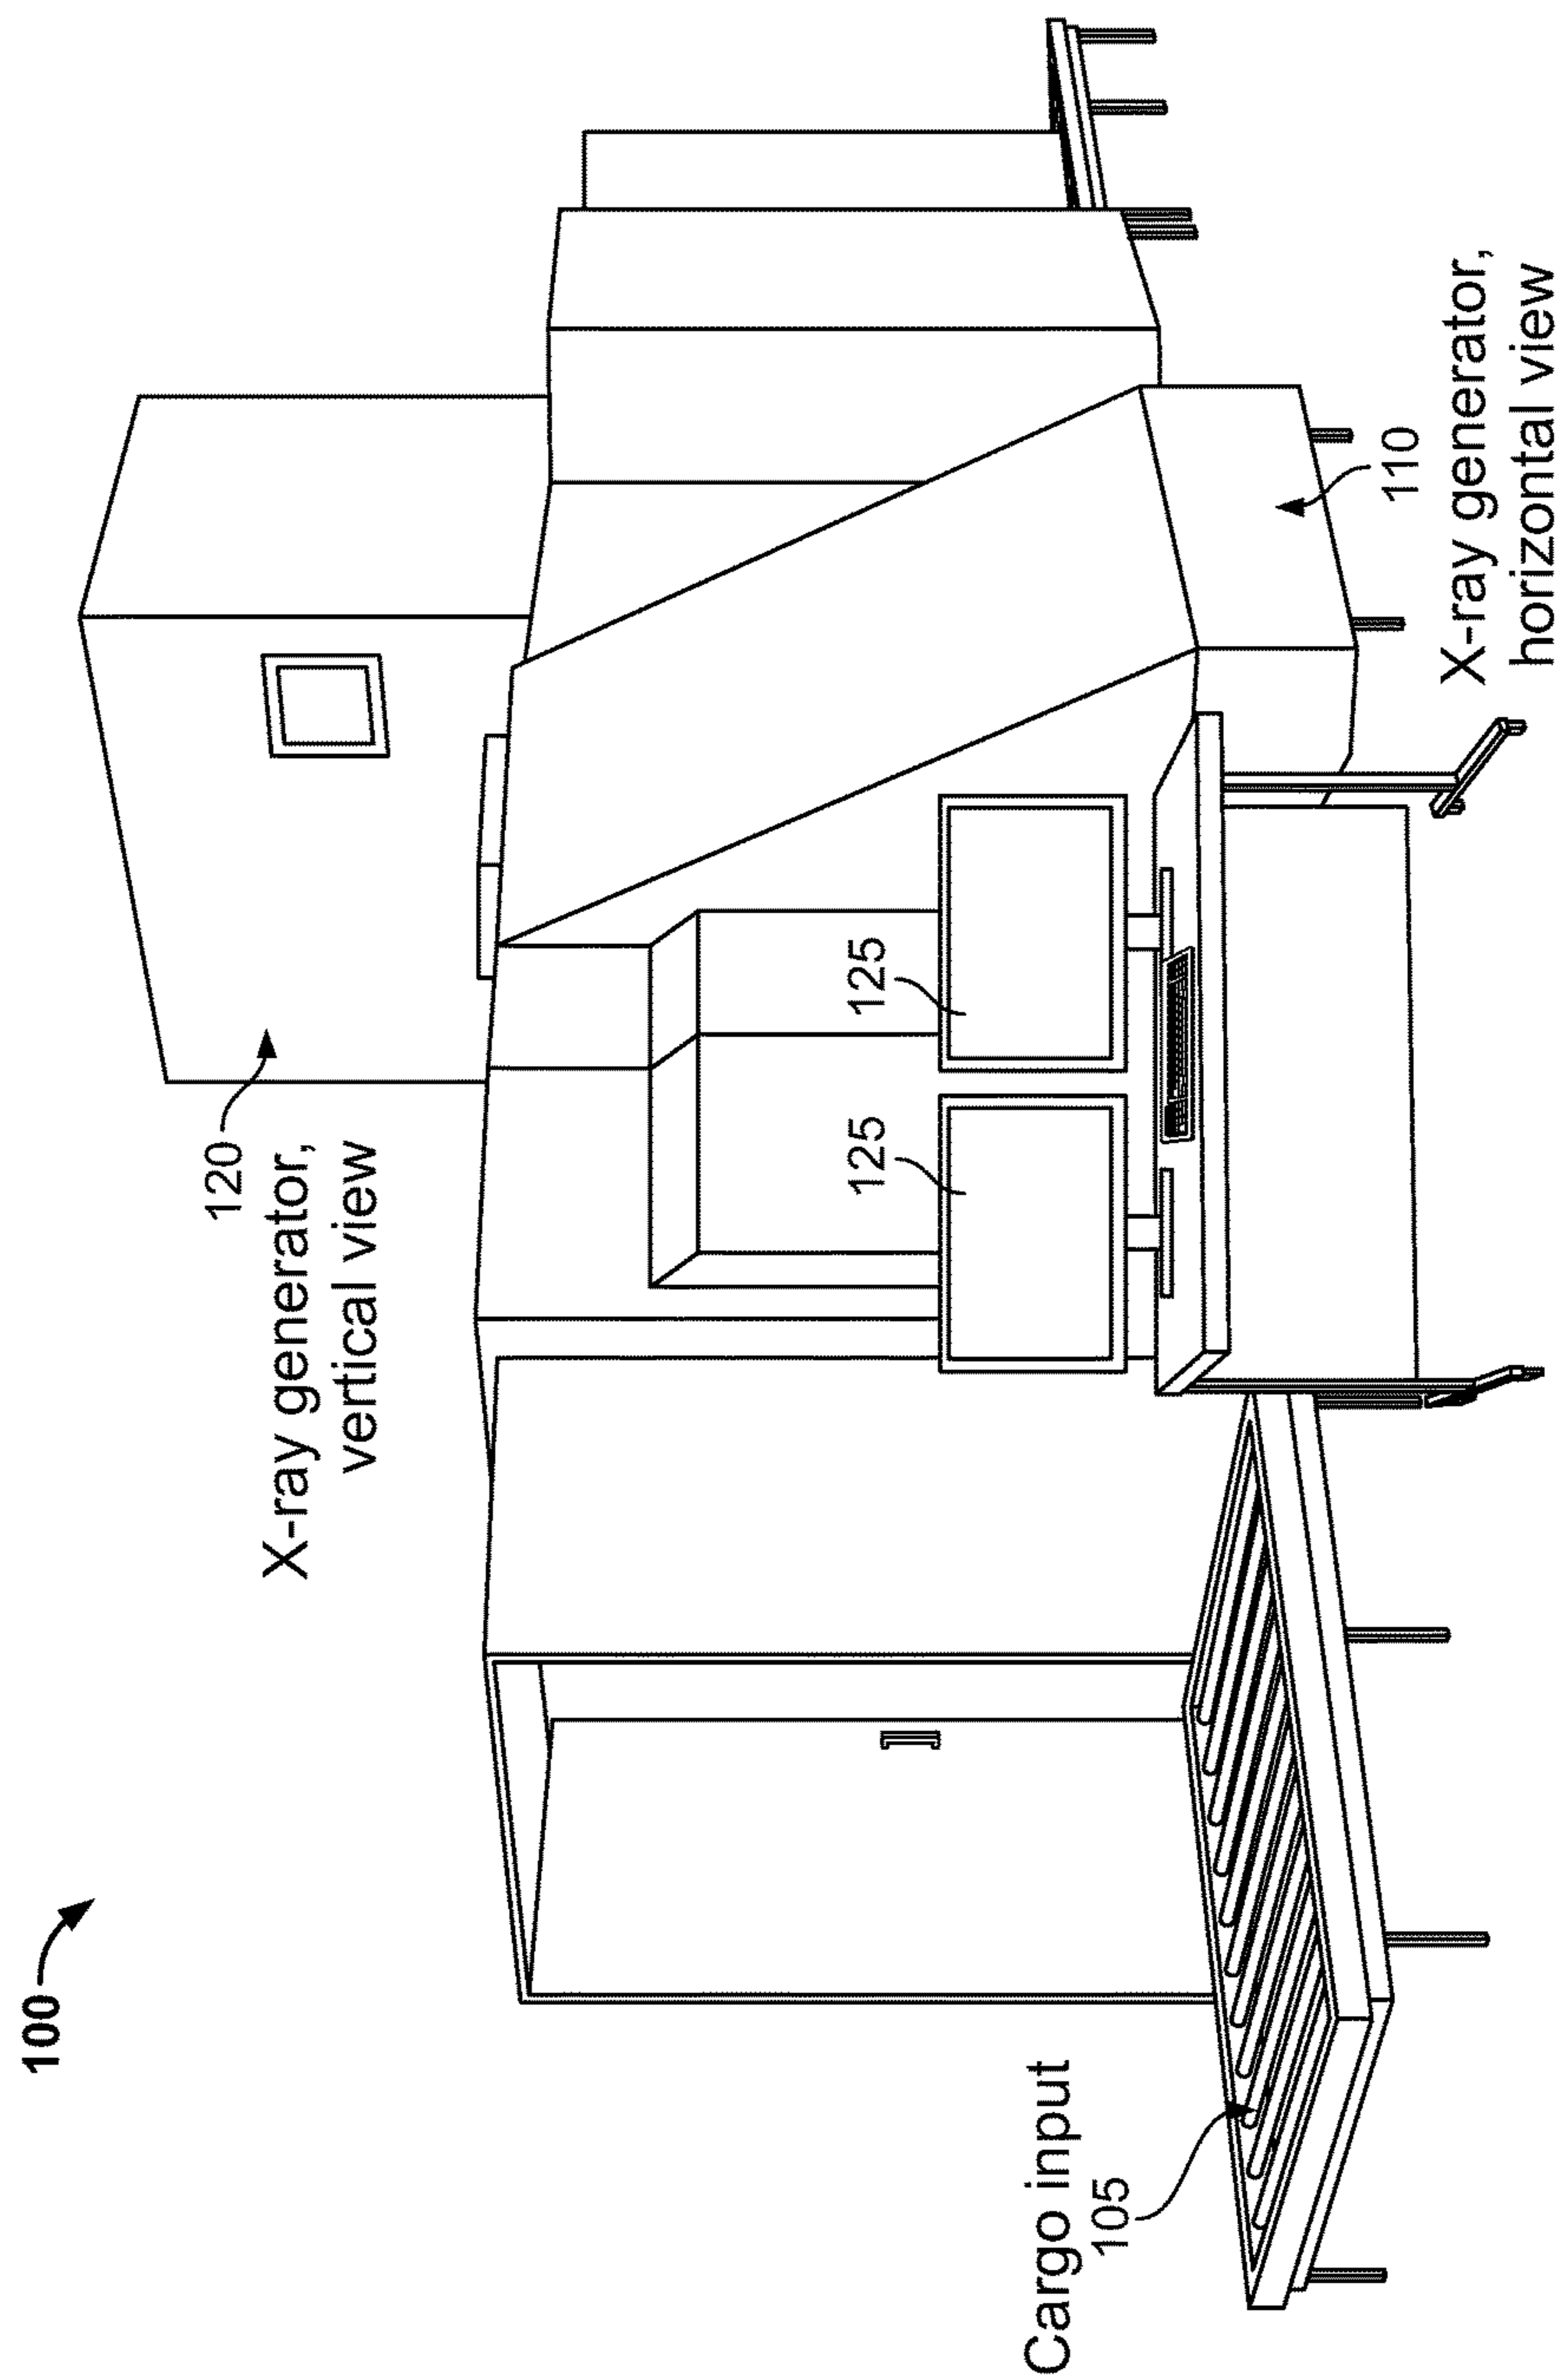 100
120
X-ray generator,
vertical view
125
125
Cargo input
105
110
X-ray generator,
horizontal view